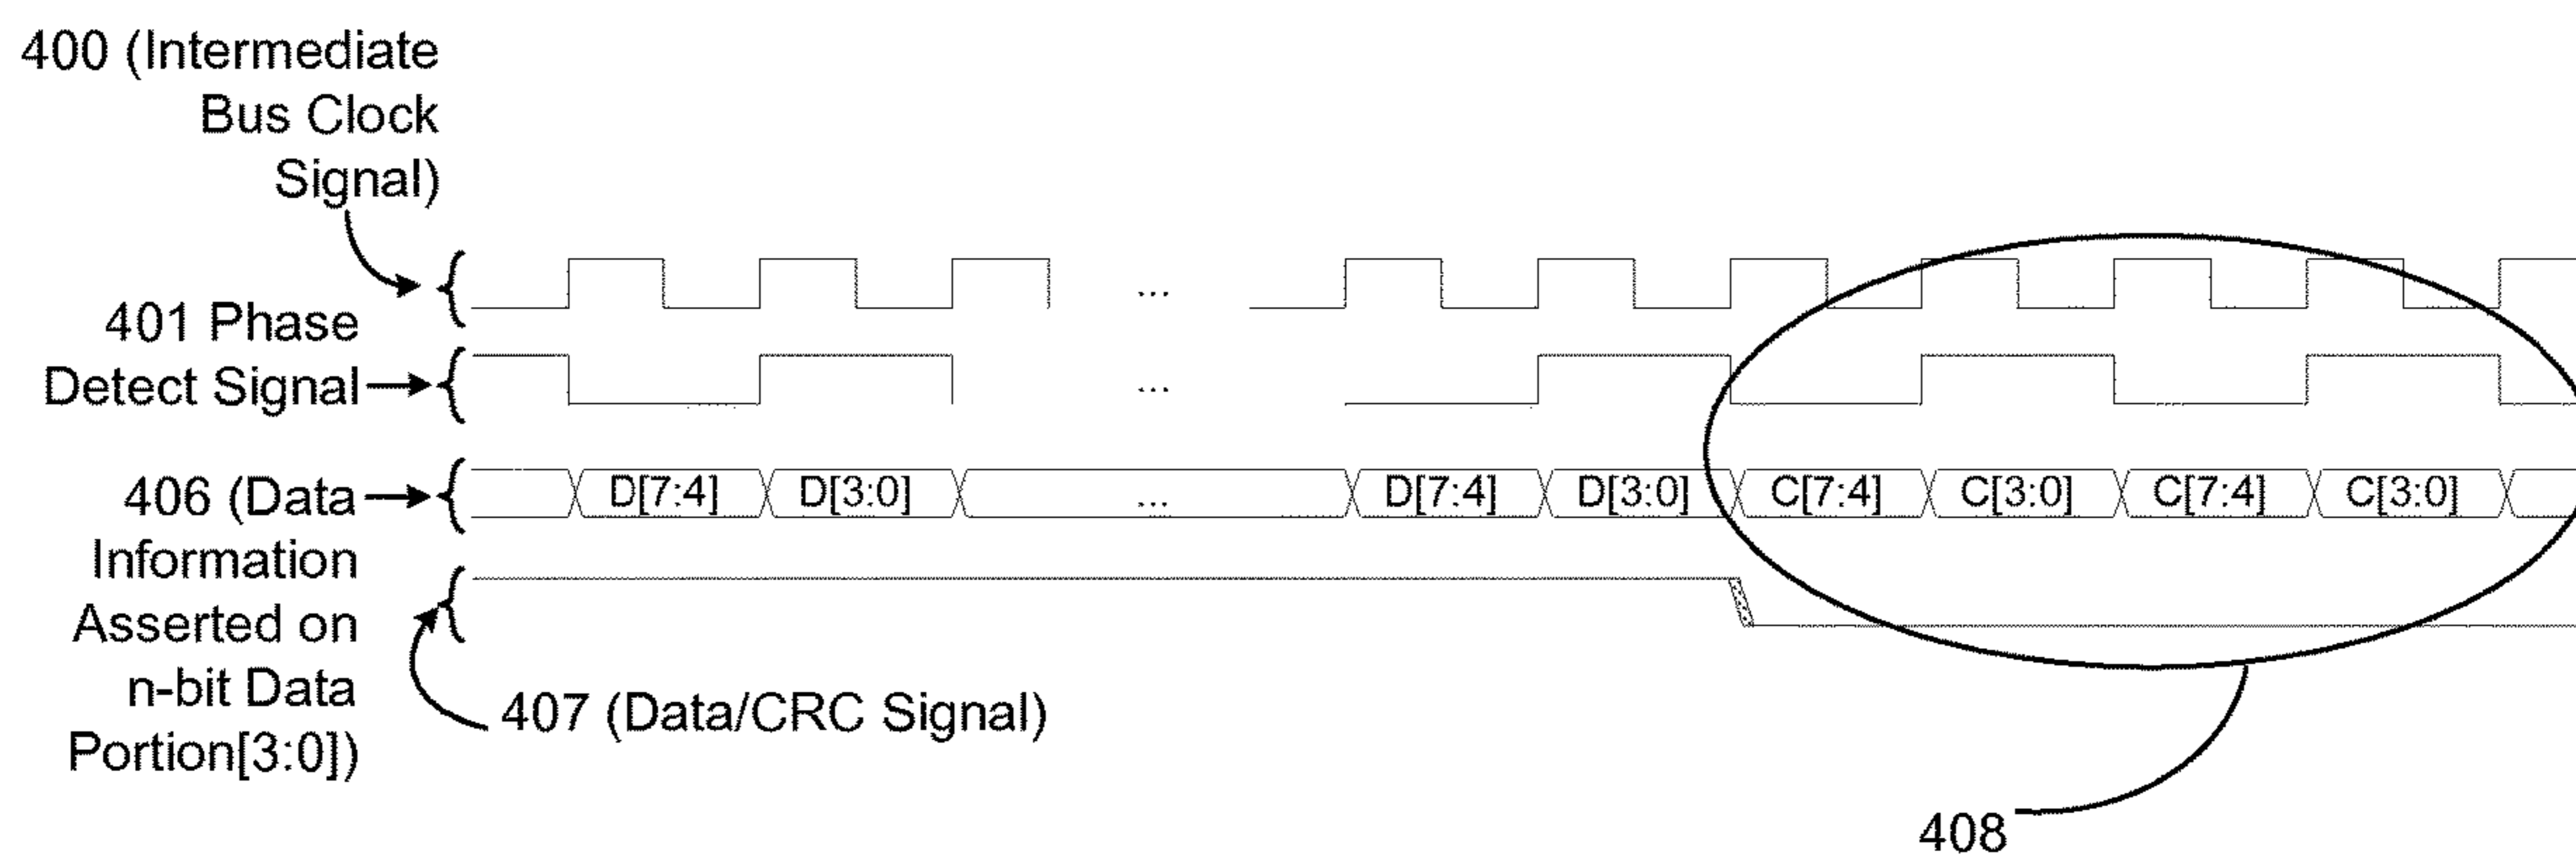 400 (Intermediate
Bus Clock
Signal)
...
401 Phase
Detect Signal
...
406 (Data
Information
Asserted on
n-bit Data
Portion[3:0])
D[7:4] D[3:0] ... D[7:4] D[3:0] C[7:4] C[3:0] C[7:4] C[3:0]
407 (Data/CRC Signal)
408